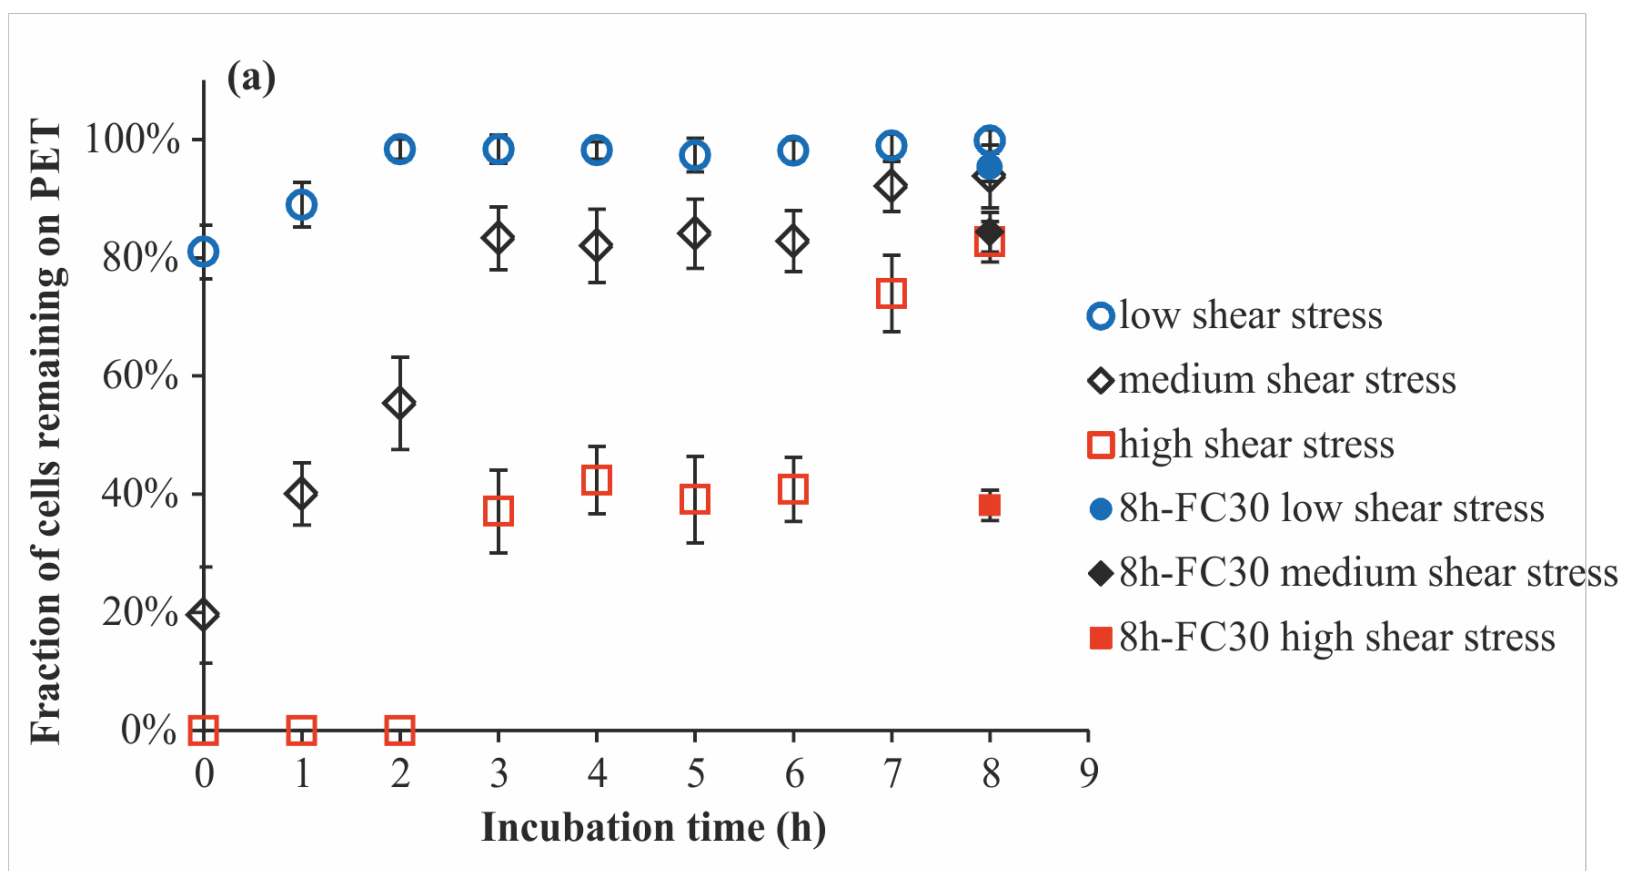 (a)
Fraction of cells remaining on PET
100%
80%
60%
40%
20%
0%
0 1 2 3 4 5 6 7 8 9
Incubation time (h)
low shear stress
medium shear stress
high shear stress
8h-FC30 low shear stress
8h-FC30 medium shear stress
8h-FC30 high shear stress